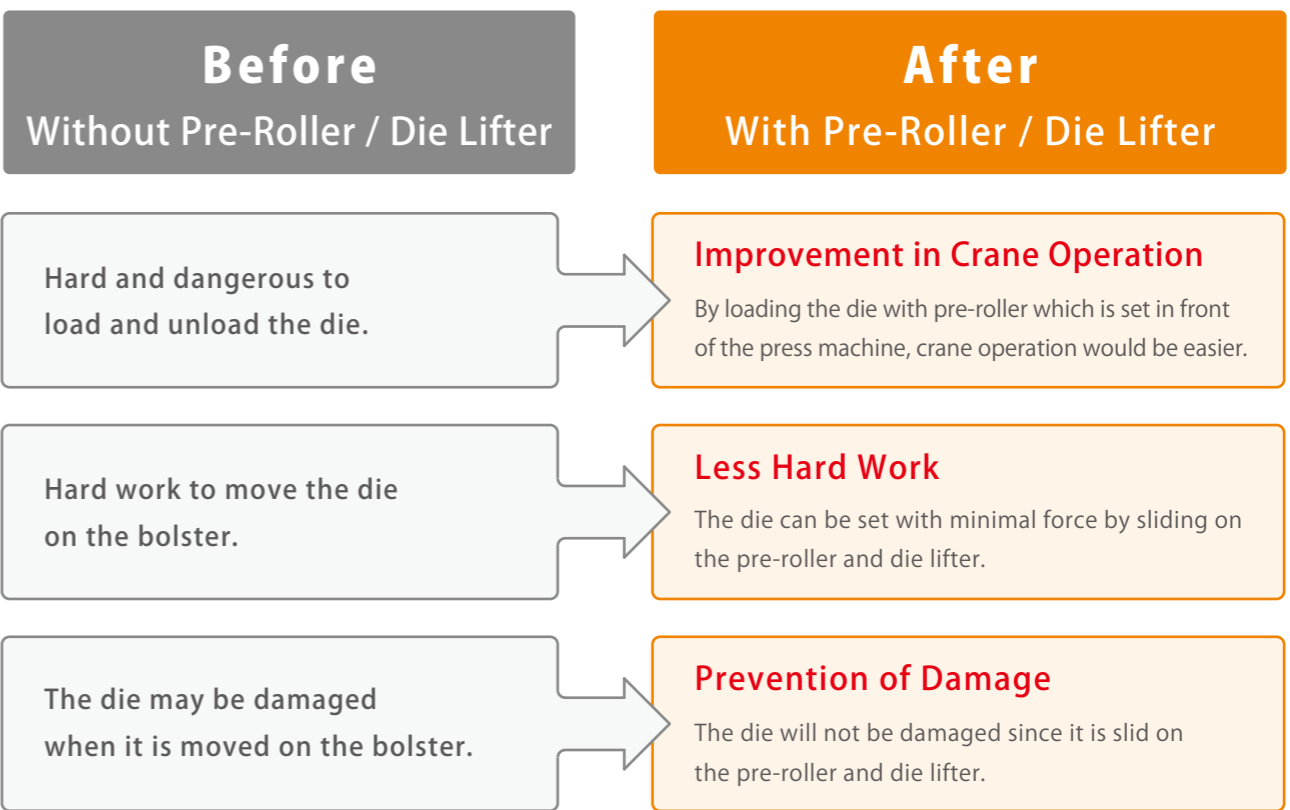 Before
Without Pre-Roller / Die Lifter
After
With Pre-Roller / Die Lifter
Hard and dangerous to
load and unload the die.
Improvement in Crane Operation
By loading the die with pre-roller which is set in front
of the press machine, crane operation would be easier.
Hard work to move the die
on the bolster.
Less Hard Work
The die can be set with minimal force by sliding on
the pre-roller and die lifter.
The die may be damaged
when it is moved on the bolster.
Prevention of Damage
The die will not be damaged since it is slid on
the pre-roller and die lifter.